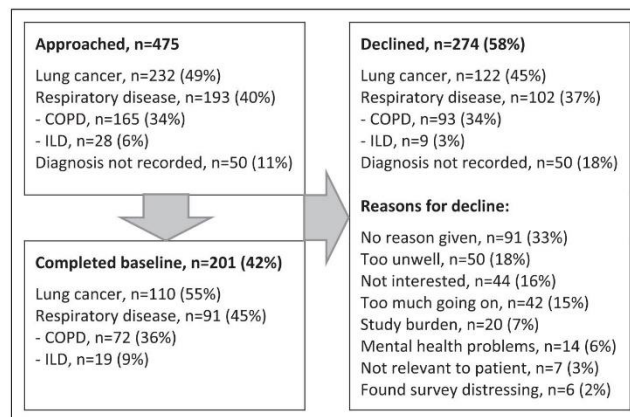 Approached, n=475
Lung cancer, n=232 (49%)
Respiratory disease, n=193 (40%)
- COPD, n=165 (34%)
- ILD, n=28 (6%)
Diagnosis not recorded, n=50 (11%)
Completed baseline, n=201 (42%)
Lung cancer, n=110 (55%)
Respiratory disease, n=91 (45%)
- COPD, n=72 (36%)
- ILD, n=19 (9%)
Declined, n=274 (58%)
Lung cancer, n=122 (45%)
Respiratory disease, n=102 (37%)
- COPD, n=93 (34%)
- ILD, n=9 (3%)
Diagnosis not recorded, n=50 (18%)
Reasons for decline:
No reason given, n=91 (33%)
Too unwell, n=50 (18%)
Not interested, n=44 (16%)
Too much going on, n=42 (15%)
Study burden, n=20 (7%)
Mental health problems, n=14 (6%)
Not relevant to patient, n=7 (3%)
Found survey distressing, n=6 (2%)